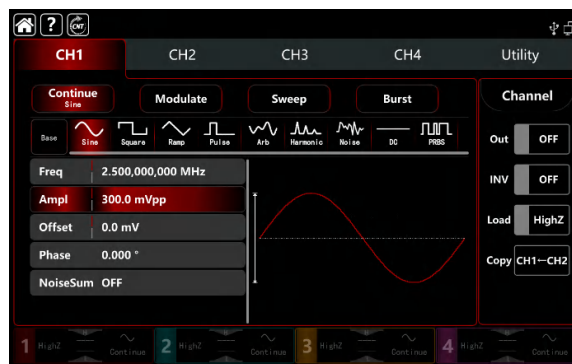 ? CNT
CH1 CH2 CH3 CH4 Utility
Continue Modulate Sweep Burst Channel
Sine
Base Sine Square Ramp Pulse Arb Harmonic Noise DC PRBS
Out OFF
Freq 2.500,000,000 MHz
INV OFF
Ampl 300.0 mVpp
Offset 0.0 mV
Load HighZ
Phase 0.000 °
Copy CH1←CH2
NoiseSum OFF
1 HighZ Continue 2 HighZ Continue 3 HighZ Continue 4 HighZ Continue